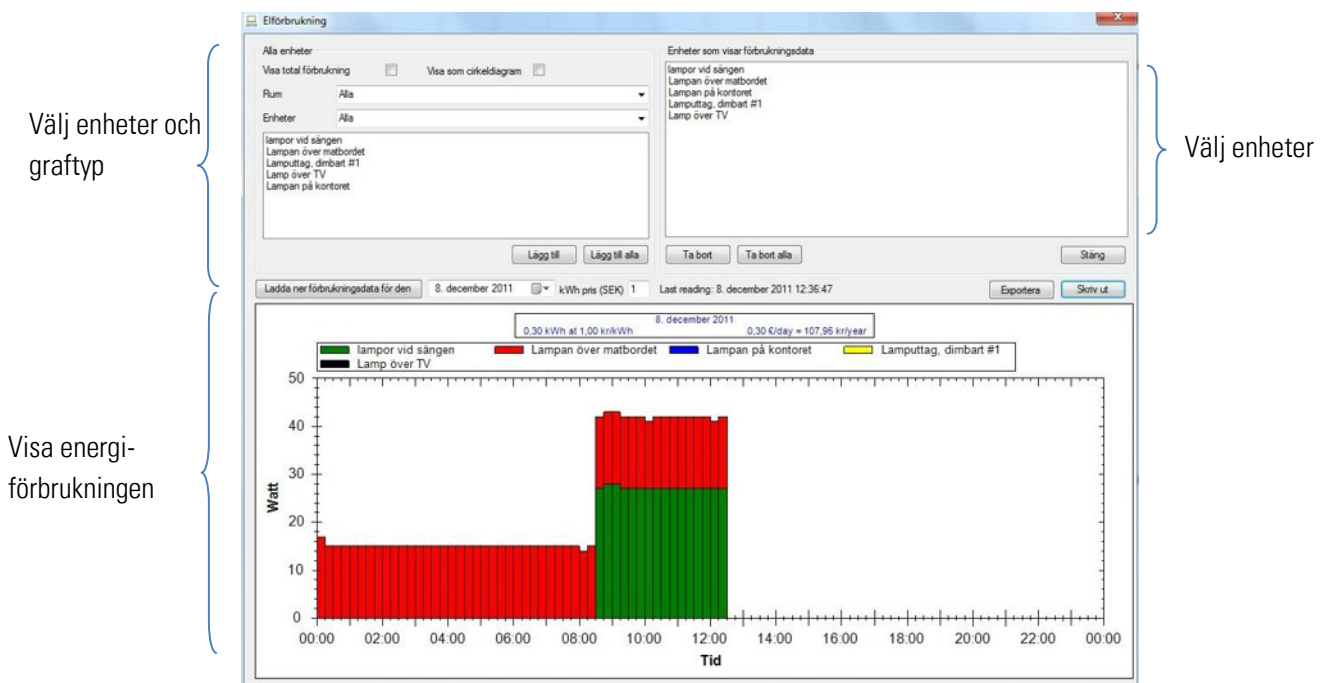 Elförbrukning
Välj enheter och
graftyp
Alla enheter
Visa total förbrukning
Visa som cirkeldiagram
Rum
Alla
Enheter
Alla
lampor vid sängen
Lampan över matbordet
Lamputtag, dimbart #1
Lamp över TV
Lampan på kontoret
Lägg till
Lägg till alla
Enheter som visar förbrukningsdata
lampor vid sängen
Lampan över matbordet
Lampan på kontoret
Lamputtag, dimbart #1
Lamp över TV
Ta bort
Ta bort alla
Stäng
Välj enheter
Ladda ner förbrukningsdata för den
8. december 2011
kWh pris (SEK) 1
Last reading: 8. december 2011 12:36:47
Exportera
Skriv ut
Visa energi-
förbrukningen
8. december 2011
0,30 kWh at 1,00 kr/kWh
0,30 £/day = 107,95 kr/year
lampor vid sängen
Lampan över matbordet
Lampan på kontoret
Lamputtag, dimbart #1
Lamp över TV
50
40
30
20
10
0
Watt
00:00 02:00 04:00 06:00 08:00 10:00 12:00 14:00 16:00 18:00 20:00 22:00 00:00
Tid